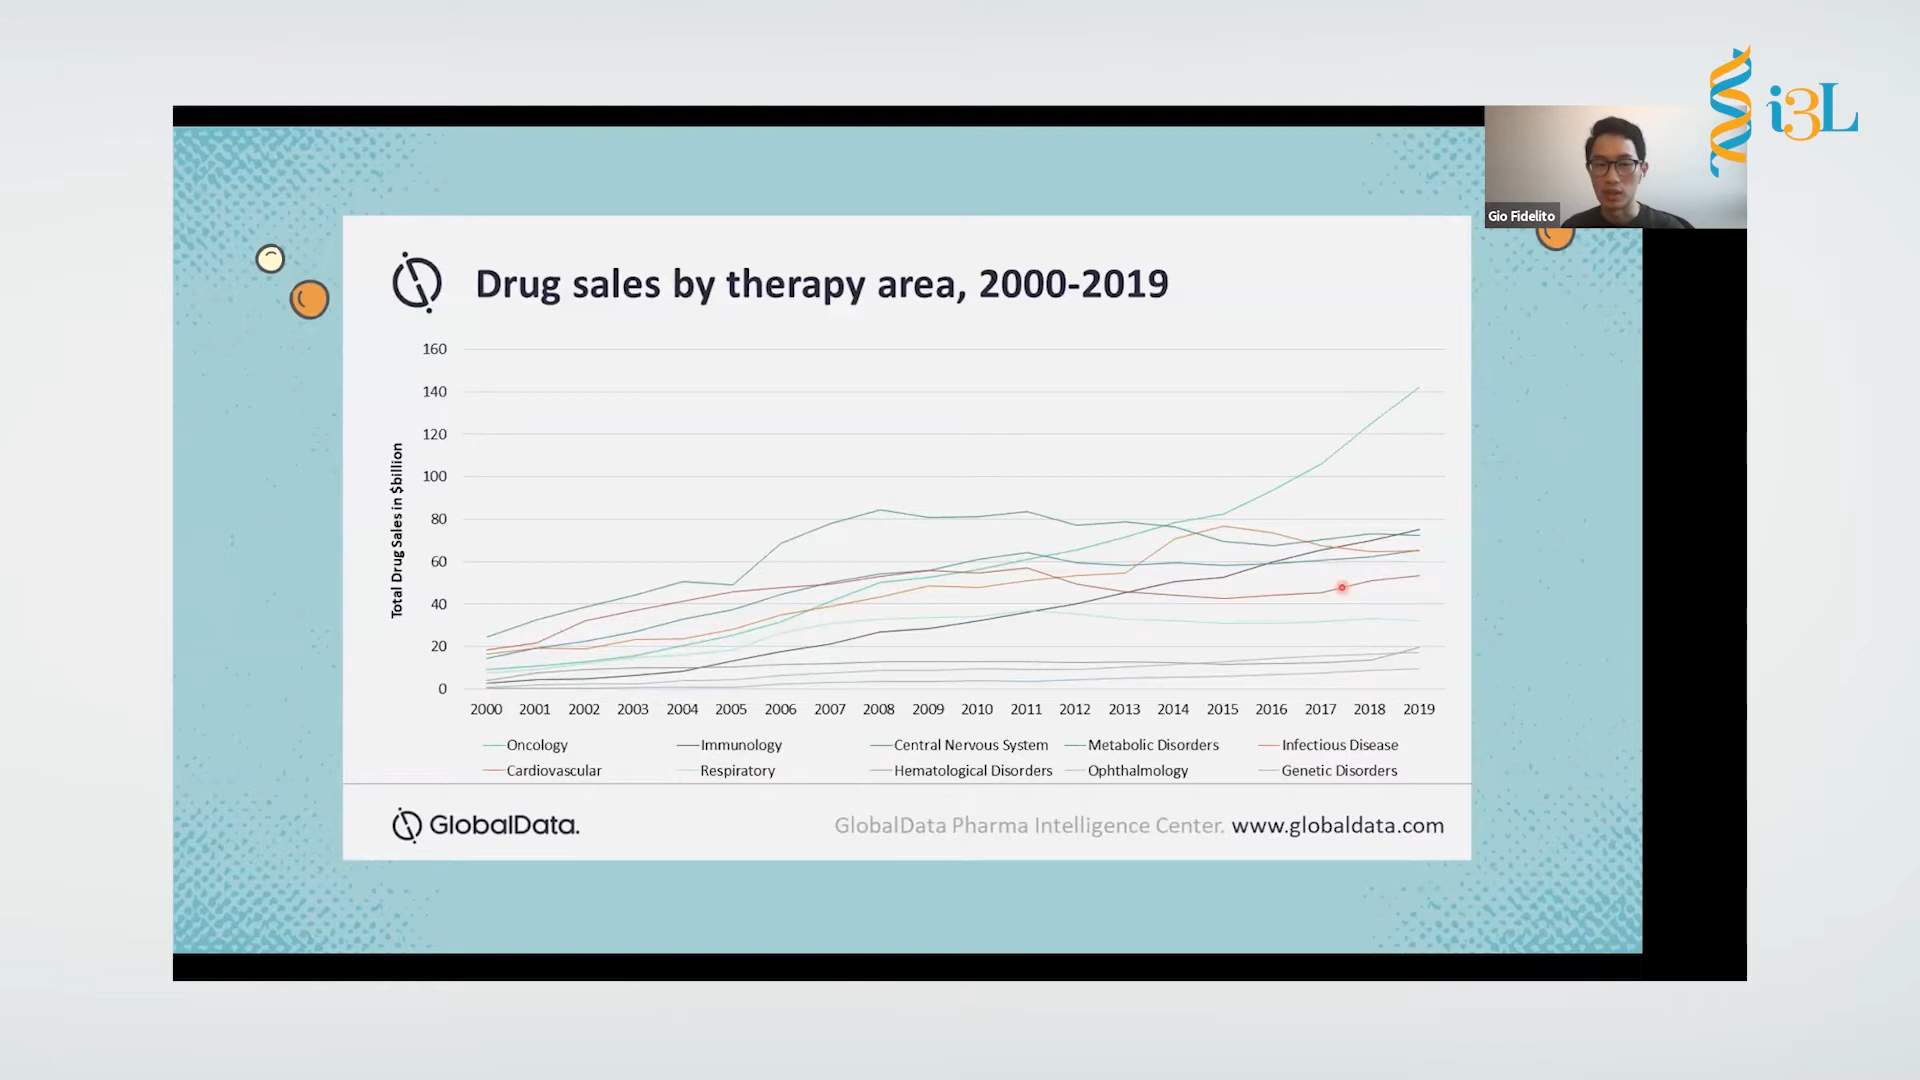 i3L
Gio Fidelito
Drug sales by therapy area, 2000-2019
Total Drug Sales in $billion
160
140
120
100
80
60
40
20
0
2000 2001 2002 2003 2004 2005 2006 2007 2008 2009 2010 2011 2012 2013 2014 2015 2016 2017 2018 2019
Oncology Immunology Central Nervous System Metabolic Disorders Infectious Disease
Cardiovascular Respiratory Hematological Disorders Ophthalmology Genetic Disorders
GlobalData. GlobalData Pharma Intelligence Center. www.globaldata.com